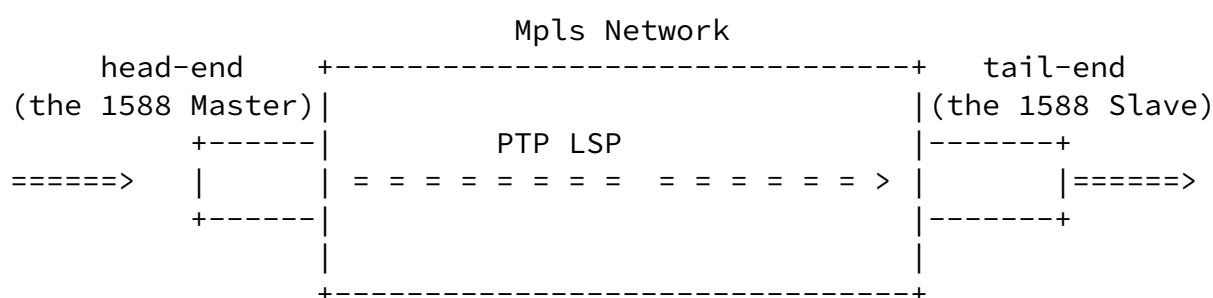 Mpls Network
head-end +--------------------------------+ tail-end
(the 1588 Master)| |(the 1588 Slave)
+------| PTP LSP |-------+
======> | | = = = = = = = = = = = = = = > | |======>
+------| |-------+
| |
+---------------------------------+